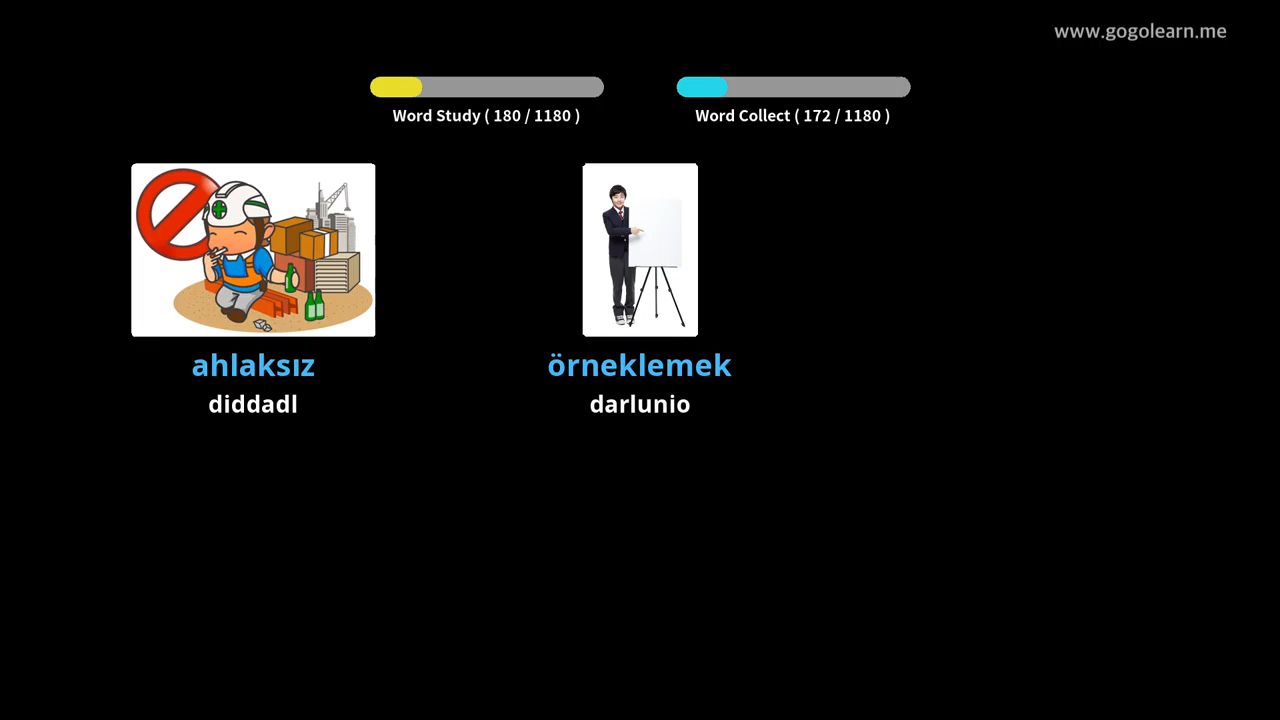 www.gogolearn.me
Word Study ( 180 / 1180 )
Word Collect ( 172 / 1180 )
ahlaksız
örneklemek
diddadl
darlunio